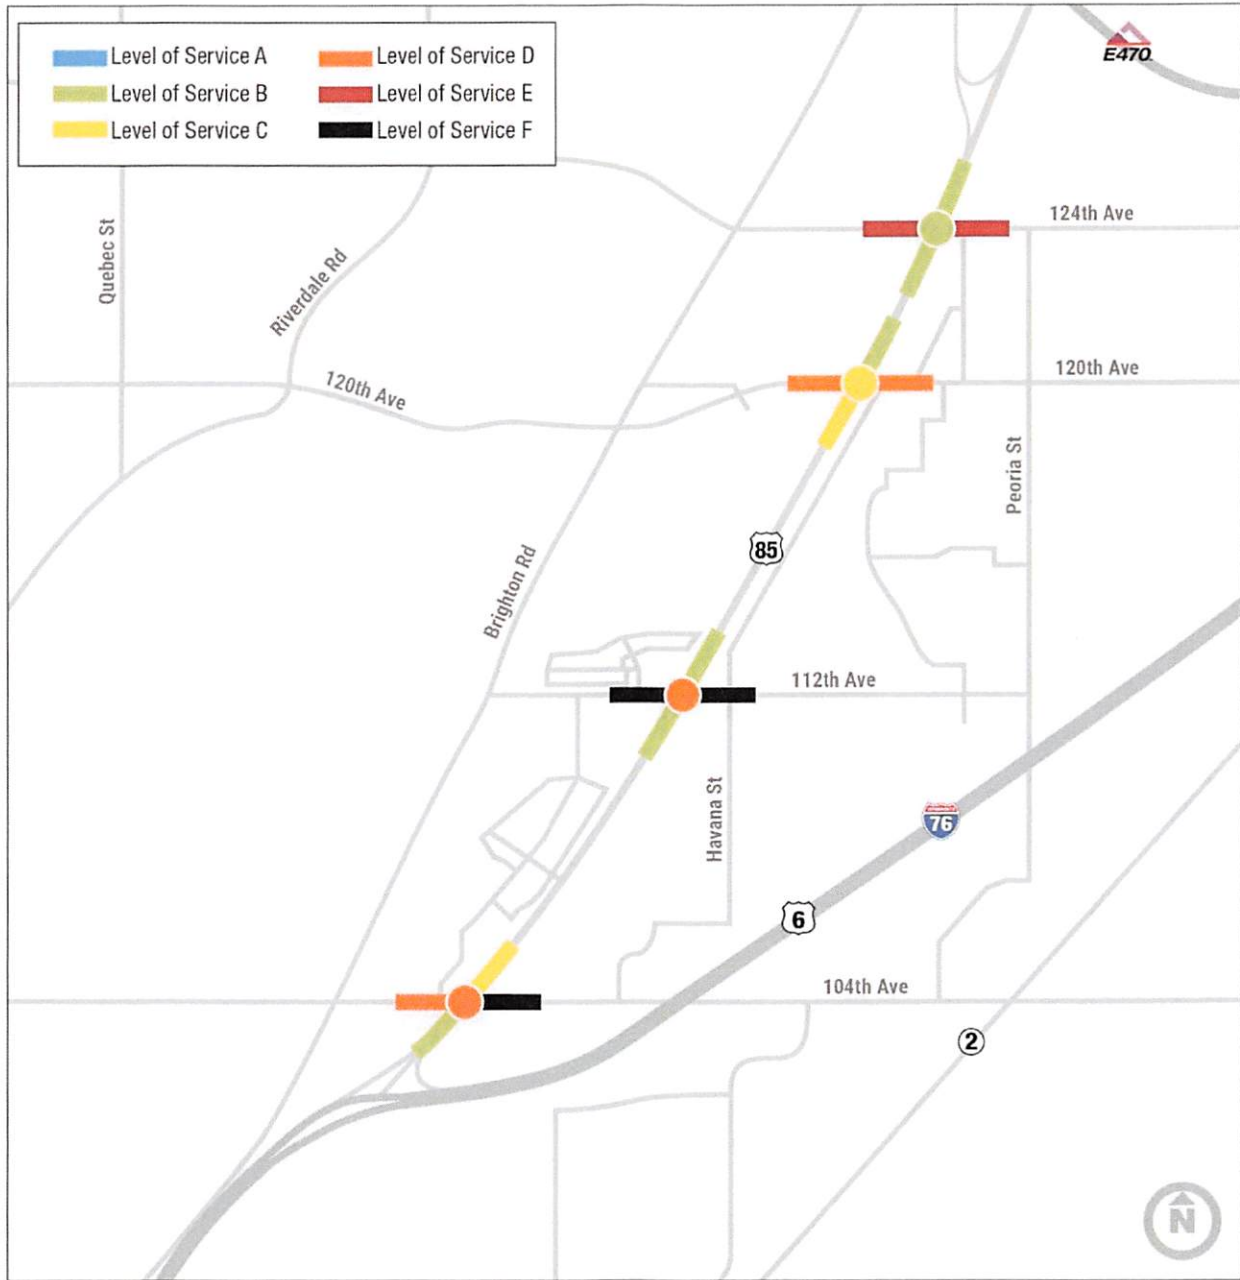 Level of Service A
Level of Service D
Level of Service B
Level of Service E
Level of Service C
Level of Service F
E470
124th Ave
Quebec St
Riverdale Rd
120th Ave
120th Ave
Peoria St
85
Brighton Rd
112th Ave
Havana St
76
6
104th Ave
2
N